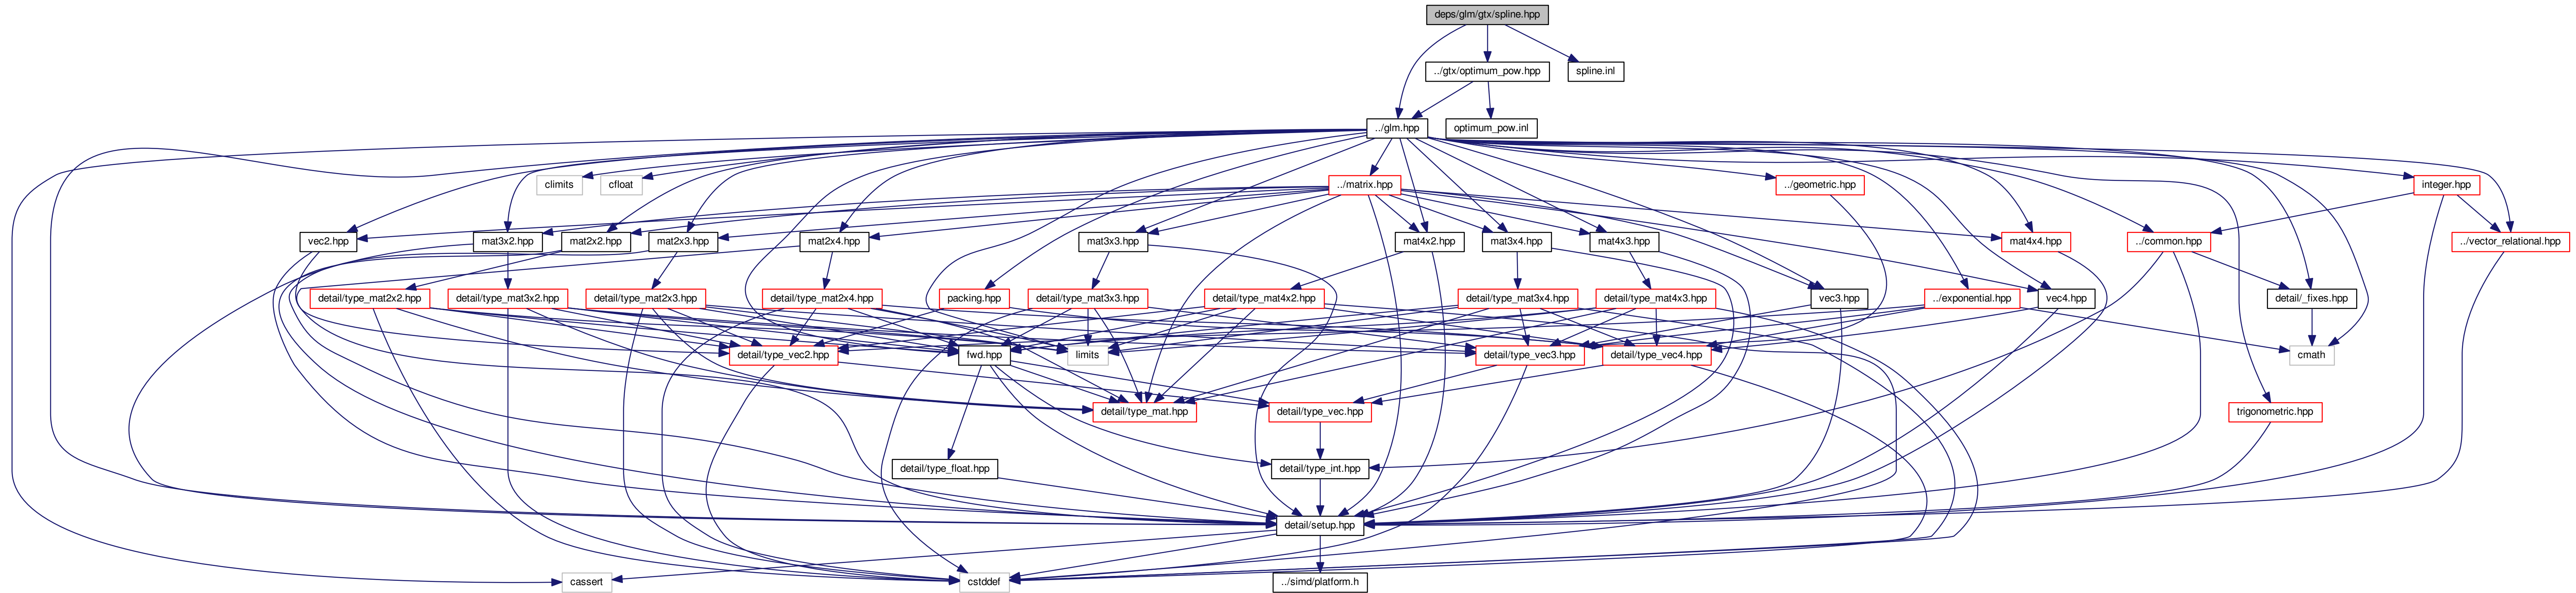 deps/glm/gtx/spline.hpp
../gtx/optimum_pow.hpp
spline.inl
../glm.hpp
optimum_pow.inl
climits
cfloat
../matrix.hpp
../geometric.hpp
integer.hpp
vec2.hpp
mat3x2.hpp
mat2x2.hpp
mat2x3.hpp
mat2x4.hpp
mat3x3.hpp
mat4x2.hpp
mat3x4.hpp
mat4x3.hpp
mat4x4.hpp
../common.hpp
../vector_relational.hpp
detail/type_mat2x2.hpp
detail/type_mat3x2.hpp
detail/type_mat2x3.hpp
detail/type_mat2x4.hpp
packing.hpp
detail/type_mat3x3.hpp
detail/type_mat4x2.hpp
detail/type_mat3x4.hpp
detail/type_mat4x3.hpp
vec3.hpp
../exponential.hpp
vec4.hpp
detail/_fixes.hpp
detail/type_vec2.hpp
fwd.hpp
limits
detail/type_vec3.hpp
detail/type_vec4.hpp
cmath
detail/type_mat.hpp
detail/type_vec.hpp
trigonometric.hpp
detail/type_float.hpp
detail/type_int.hpp
detail/setup.hpp
cassert
cstddef
../simd/platform.h